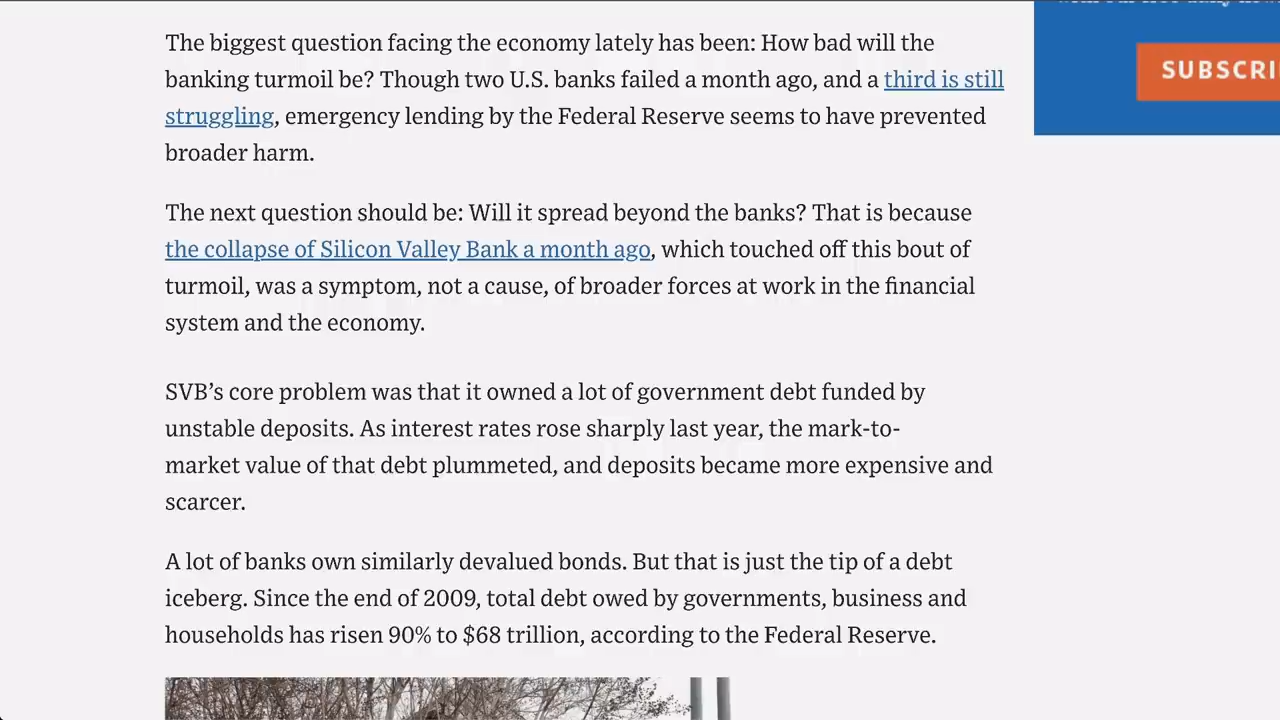 The biggest question facing the economy lately has been: How bad will the
banking turmoil be? Though two U.S. banks failed a month ago, and a third is still
struggling, emergency lending by the Federal Reserve seems to have prevented
broader harm.
The next question should be: Will it spread beyond the banks? That is because
the collapse of Silicon Valley Bank a month ago, which touched off this bout of
turmoil, was a symptom, not a cause, of broader forces at work in the financial
system and the economy.
SVB’s core problem was that it owned a lot of government debt funded by
unstable deposits. As interest rates rose sharply last year, the mark-to-
market value of that debt plummeted, and deposits became more expensive and
scarcer.
A lot of banks own similarly devalued bonds. But that is just the tip of a debt
iceberg. Since the end of 2009, total debt owed by governments, business and
households has risen 90% to $68 trillion, according to the Federal Reserve.
SUBSCRI